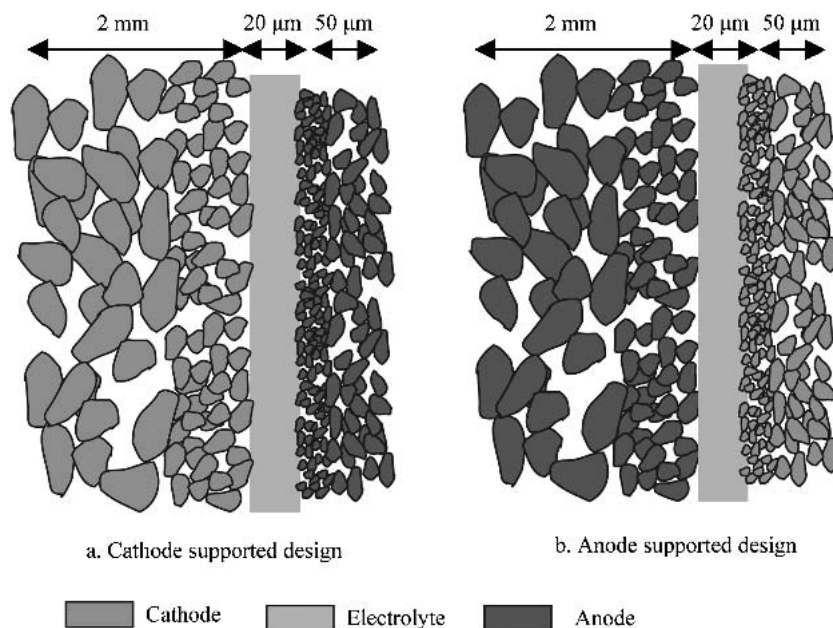 2 mm 20 μm 50 μm 2 mm 20 μm 50 μm
a. Cathode supported design b. Anode supported design
Cathode Electrolyte Anode